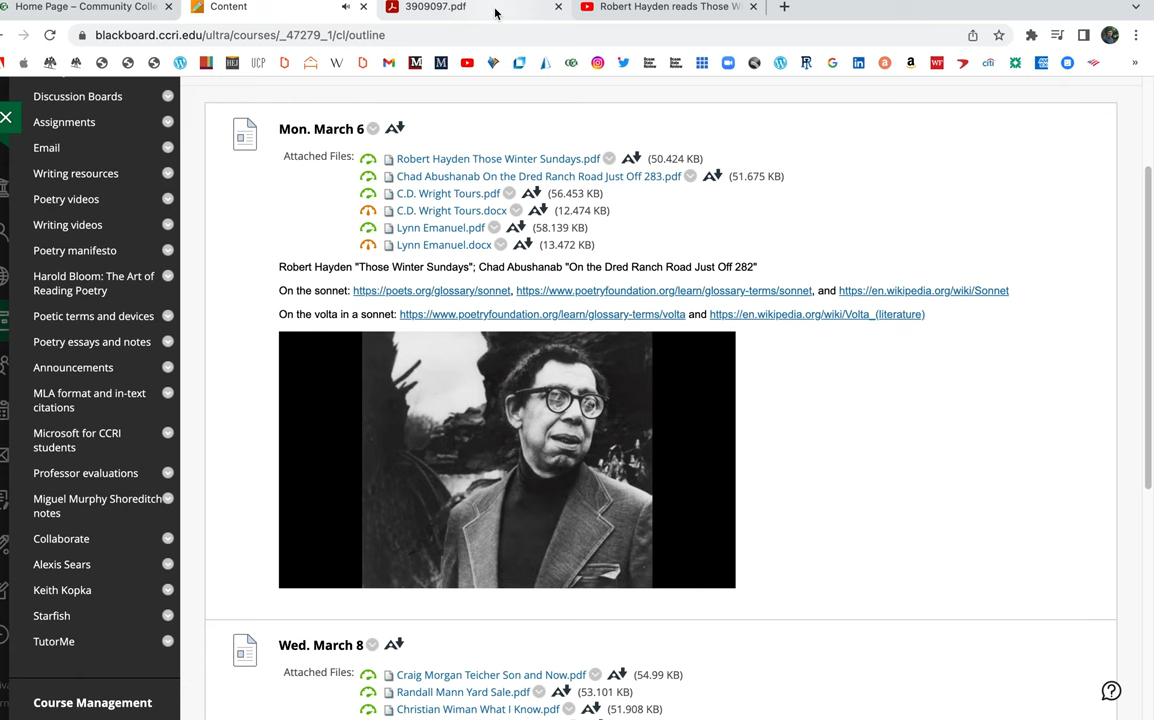 Home Page – Community Colle
Content
3909097.pdf
Robert Hayden reads Those W
blackboard.ccri.edu/ultra/courses/_47279_1/cl/outline
Discussion Boards
Assignments
Email
Writing resources
Poetry videos
Writing videos
Poetry manifesto
Harold Bloom: The Art of
Reading Poetry
Poetic terms and devices
Poetry essays and notes
Announcements
MLA format and in-text
citations
Microsoft for CCRI
students
Professor evaluations
Miguel Murphy Shoreditch
notes
Collaborate
Alexis Sears
Keith Kopka
Starfish
TutorMe
Course Management
Mon. March 6
Attached Files:
Robert Hayden Those Winter Sundays.pdf (50.424 KB)
Chad Abushanab On the Dred Ranch Road Just Off 283.pdf (51.675 KB)
C.D. Wright Tours.pdf (56.453 KB)
C.D. Wright Tours.docx (12.474 KB)
Lynn Emanuel.pdf (58.139 KB)
Lynn Emanuel.docx (13.472 KB)
Robert Hayden "Those Winter Sundays"; Chad Abushanab "On the Dred Ranch Road Just Off 282"
On the sonnet: https://poets.org/glossary/sonnet, https://www.poetryfoundation.org/learn/glossary-terms/sonnet, and https://en.wikipedia.org/wiki/Sonnet
On the volta in a sonnet: https://www.poetryfoundation.org/learn/glossary-terms/volta and https://en.wikipedia.org/wiki/Volta_(literature)
Wed. March 8
Attached Files:
Craig Morgan Teicher Son and Now.pdf (54.99 KB)
Randall Mann Yard Sale.pdf (53.101 KB)
Christian Wiman What I Know.pdf (51.908 KB)